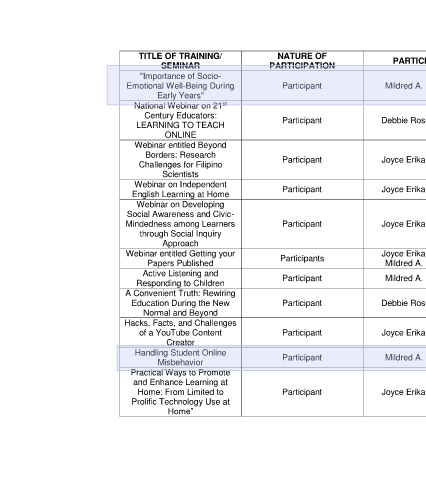 TITLE OF TRAINING/ NATURE OF
SEMINAR PARTICIPATION
"Importance of Socio-
Emotional Well-Being During Participant Mildred A.
Early Years"
National Webinar on 21st
Century Educators: Participant Debbie Ros
LEARNING TO TEACH
ONLINE
Webinar entitled Beyond
Borders: Research Participant Joyce Erika
Challenges for Filipino
Scientists
Webinar on Independent Participant Joyce Erika
English Learning at Home
Webinar on Developing
Social Awareness and Civic-
Mindedness among Learners Participant Joyce Erika
through Social Inquiry
Approach
Webinar entitled Getting your Participants Joyce Erika
Papers Published Mildred A.
Active Listening and Participant Mildred A.
Responding to Children
A Convenient Truth: Rewiring
Education During the New Participant Debbie Ros
Normal and Beyond
Hacks, Facts, and Challenges
of a YouTube Content Participant Joyce Erika
Creator
Handling Student Online Participant Mildred A.
Misbehavior
Practical Ways to Promote
and Enhance Learning at
Home: From Limited to Participant Joyce Erika
Prolific Technology Use at
Home"